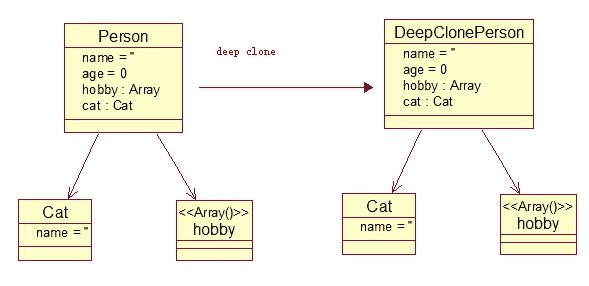 Person
name = "
age = 0
hobby : Array
cat : Cat
deep clone
DeepClonePerson
name = "
age = 0
hobby : Array
cat : Cat
Cat
name = "
<<Array()>>
hobby
Cat
name = "
<<Array()>>
hobby